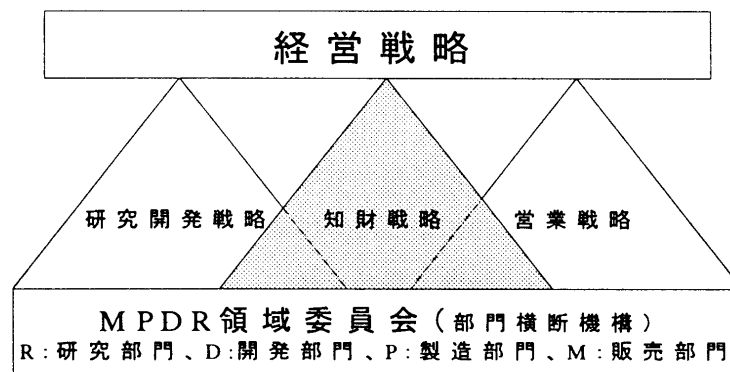 経営戦略
研究開発戦略 知財戦略 営業戦略
MPDR領域委員会(部門横断機構)
R:研究部門、D:開発部門、P:製造部門、M:販売部門